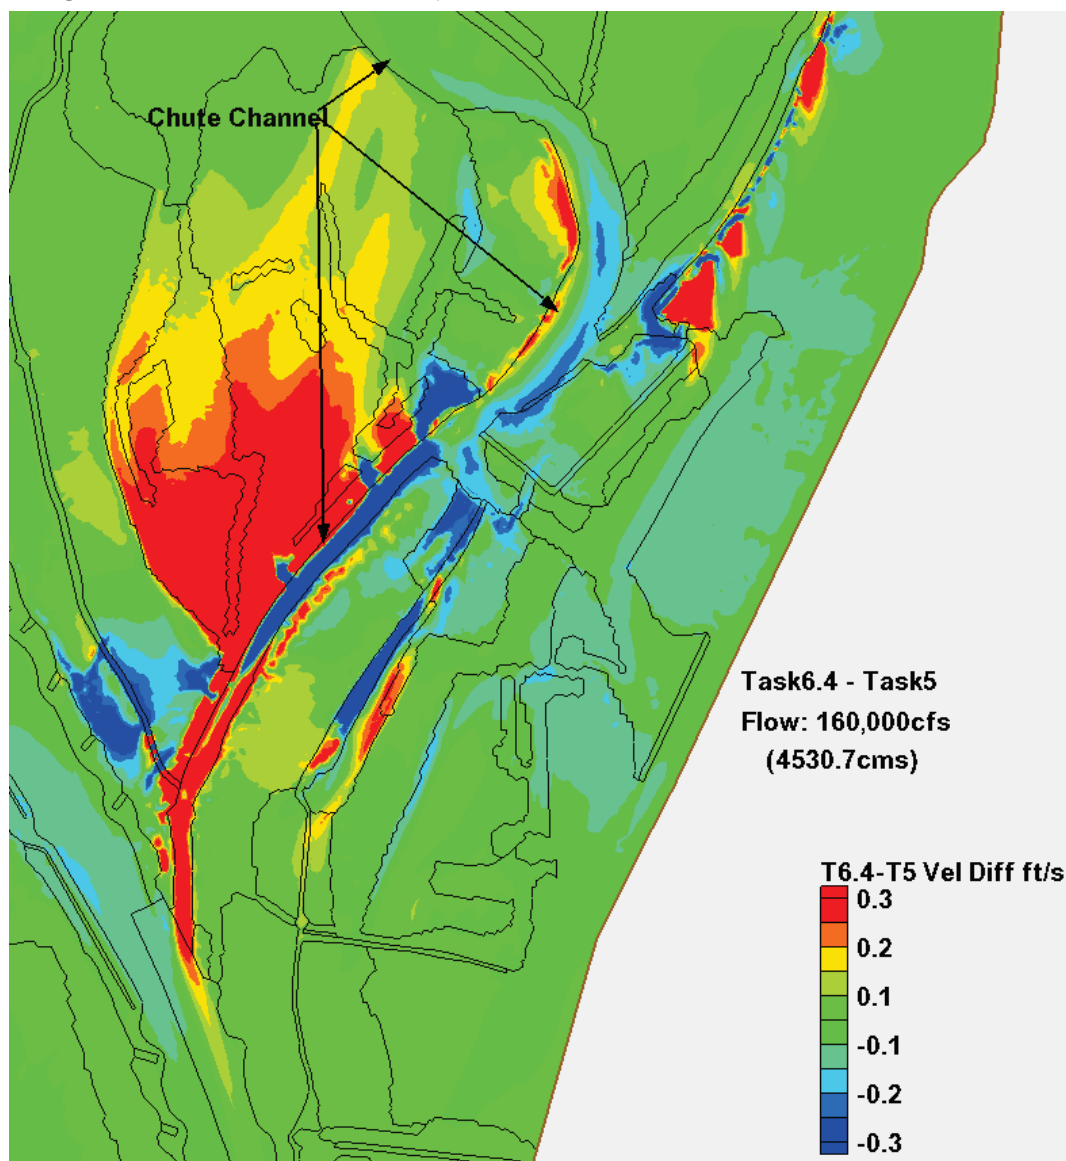 Chute Channel
Task6.4 - Task5
Flow: 160,000cfs
(4530.7cms)
T6.4-T5 Vel Diff ft/s
0.3
0.2
0.1
-0.1
-0.2
-0.3